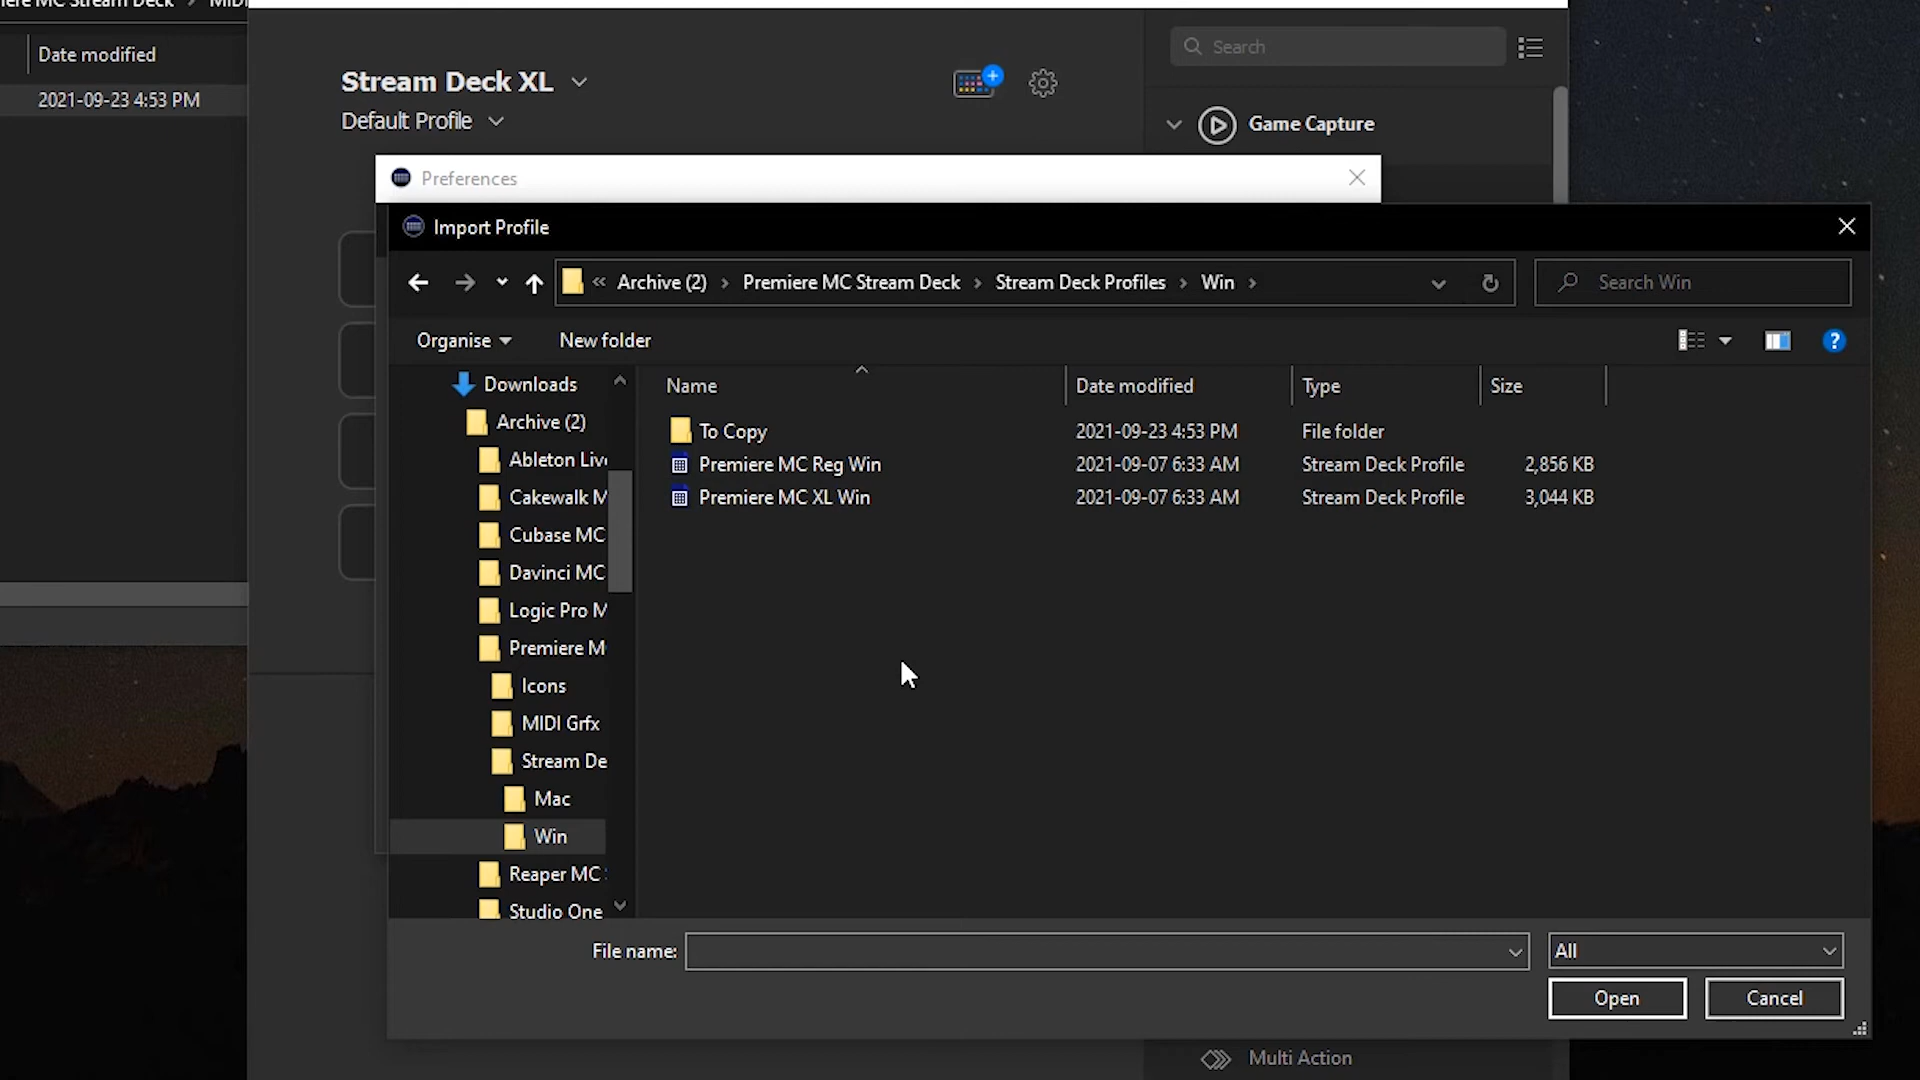 Date modified
2021-09-23 4:53 PM
Stream Deck XL
Default Profile
Search
Game Capture
Preferences
Import Profile
« Archive (2) › Premiere MC Stream Deck › Stream Deck Profiles › Win ›
Search Win
Organise
New folder
Downloads
Archive (2)
Ableton Liv
Cakewalk M
Cubase MC
Davinci MC
Logic Pro M
Premiere M
Icons
MIDI Grfx
Stream De
Mac
Win
Reaper MC
Studio One
Name Date modified Type Size
To Copy 2021-09-23 4:53 PM File folder
Premiere MC Reg Win 2021-09-07 6:33 AM Stream Deck Profile 2,856 KB
Premiere MC XL Win 2021-09-07 6:33 AM Stream Deck Profile 3,044 KB
File name:
All
Open
Cancel
Multi Action